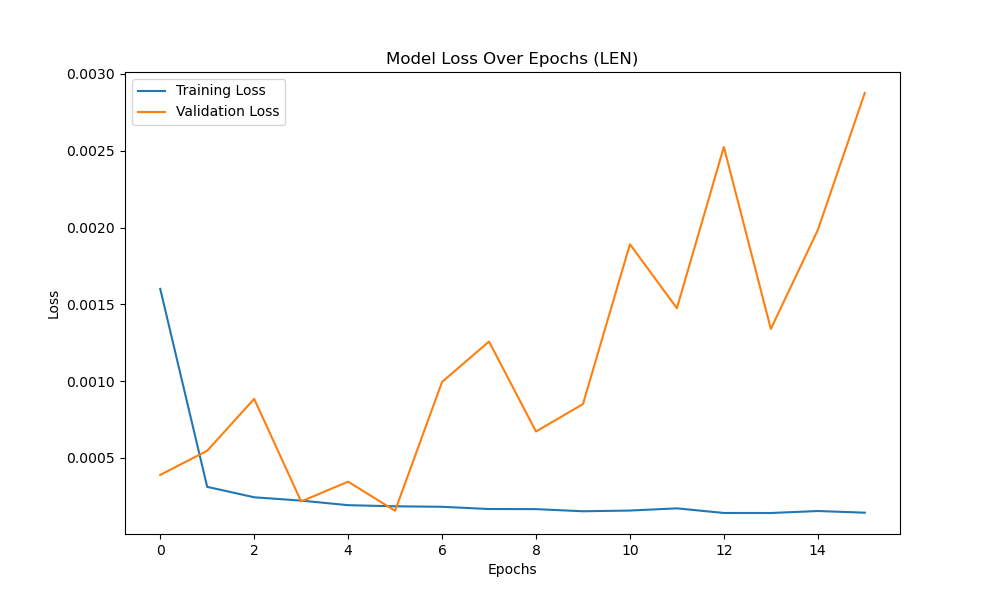 Model Loss Over Epochs (LEN)
Training Loss
Validation Loss
0.0030
0.0025
0.0020
0.0015
0.0010
0.0005
Loss
0 2 4 6 8 10 12 14
Epochs